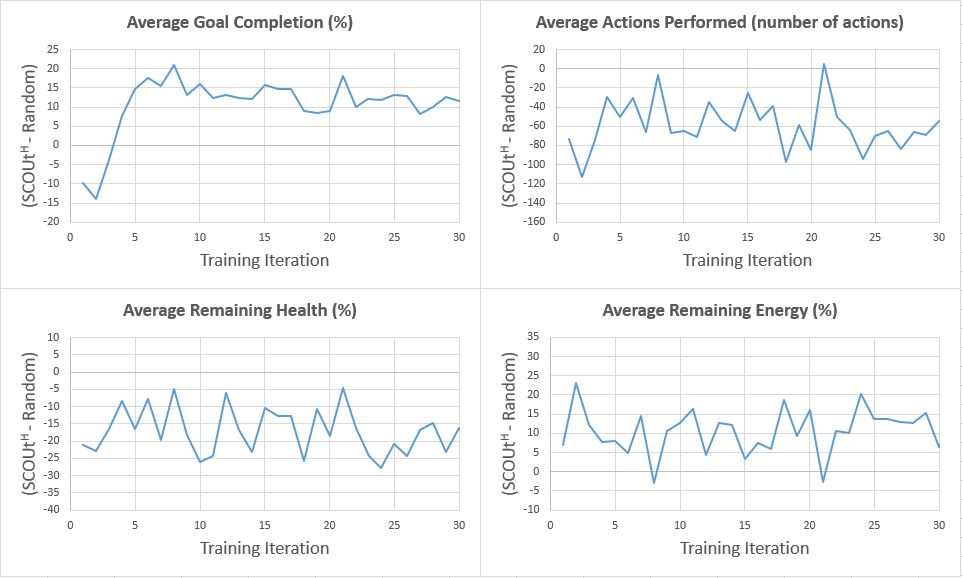 Average Goal Completion (%)
(SCOUtᴴ - Random)
25
20
15
10
5
0
-5
-10
-15
-20
0 5 10 15 20 25 30
Training Iteration
Average Actions Performed (number of actions)
(SCOUtᴴ - Random)
20
0
-20
-40
-60
-80
-100
-120
-140
-160
0 5 10 15 20 25 30
Training Iteration
Average Remaining Health (%)
(SCOUtᴴ - Random)
10
5
0
-5
-10
-15
-20
-25
-30
-35
-40
0 5 10 15 20 25 30
Training Iteration
Average Remaining Energy (%)
(SCOUtᴴ - Random)
35
30
25
20
15
10
5
0
-5
-10
0 5 10 15 20 25 30
Training Iteration